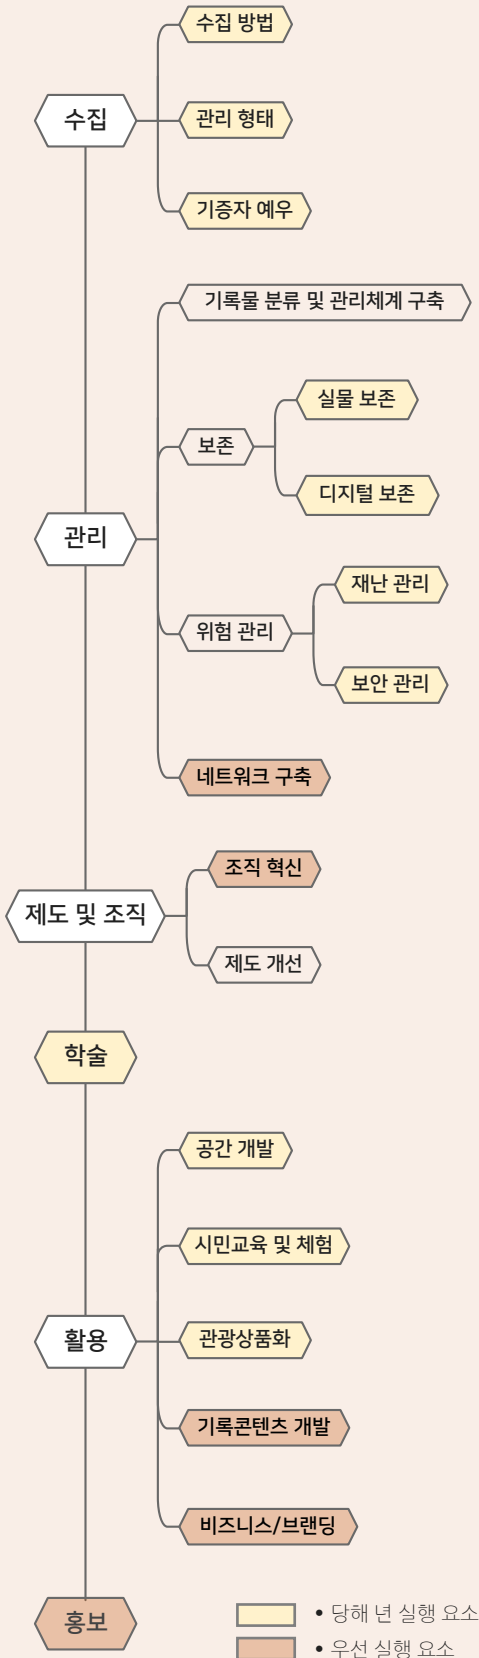 수집 방법
수집
관리 형태
기증자 예우
기록물 분류 및 관리체계 구축
실물 보존
보존
디지털 보존
관리
재난 관리
위험 관리
보안 관리
네트워크 구축
조직 혁신
제도 및 조직
제도 개선
학술
공간 개발
시민교육 및 체험
활용
관광상품화
기록콘텐츠 개발
비즈니스/브랜딩
홍보
• 당해 년 실행 요소
• 우선 실행 요소